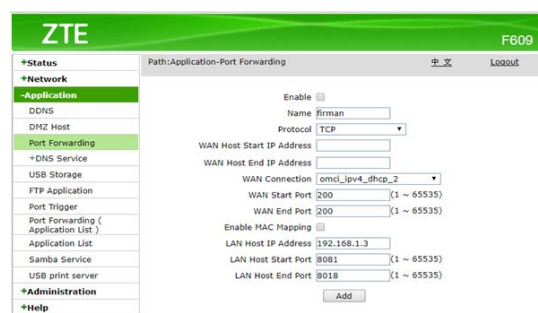 ZTE
F609
+Status
+Network
-Application
DDNS
DMZ Host
Port Forwarding
+DNS Service
USB Storage
FTP Application
Port Trigger
Port Forwarding (
Application List )
Application List
Samba Service
USB print server
+Administration
+Help
Path:Application-Port Forwarding 中 文 Logout
Enable
Name firman
Protocol TCP
WAN Host Start IP Address
WAN Host End IP Address
WAN Connection omci_ipv4_dhcp_2
WAN Start Port 200 (1 ~ 65535)
WAN End Port 200 (1 ~ 65535)
Enable MAC Mapping
LAN Host IP Address 192.168.1.3
LAN Host Start Port 8081 (1 ~ 65535)
LAN Host End Port 8018 (1 ~ 65535)
Add